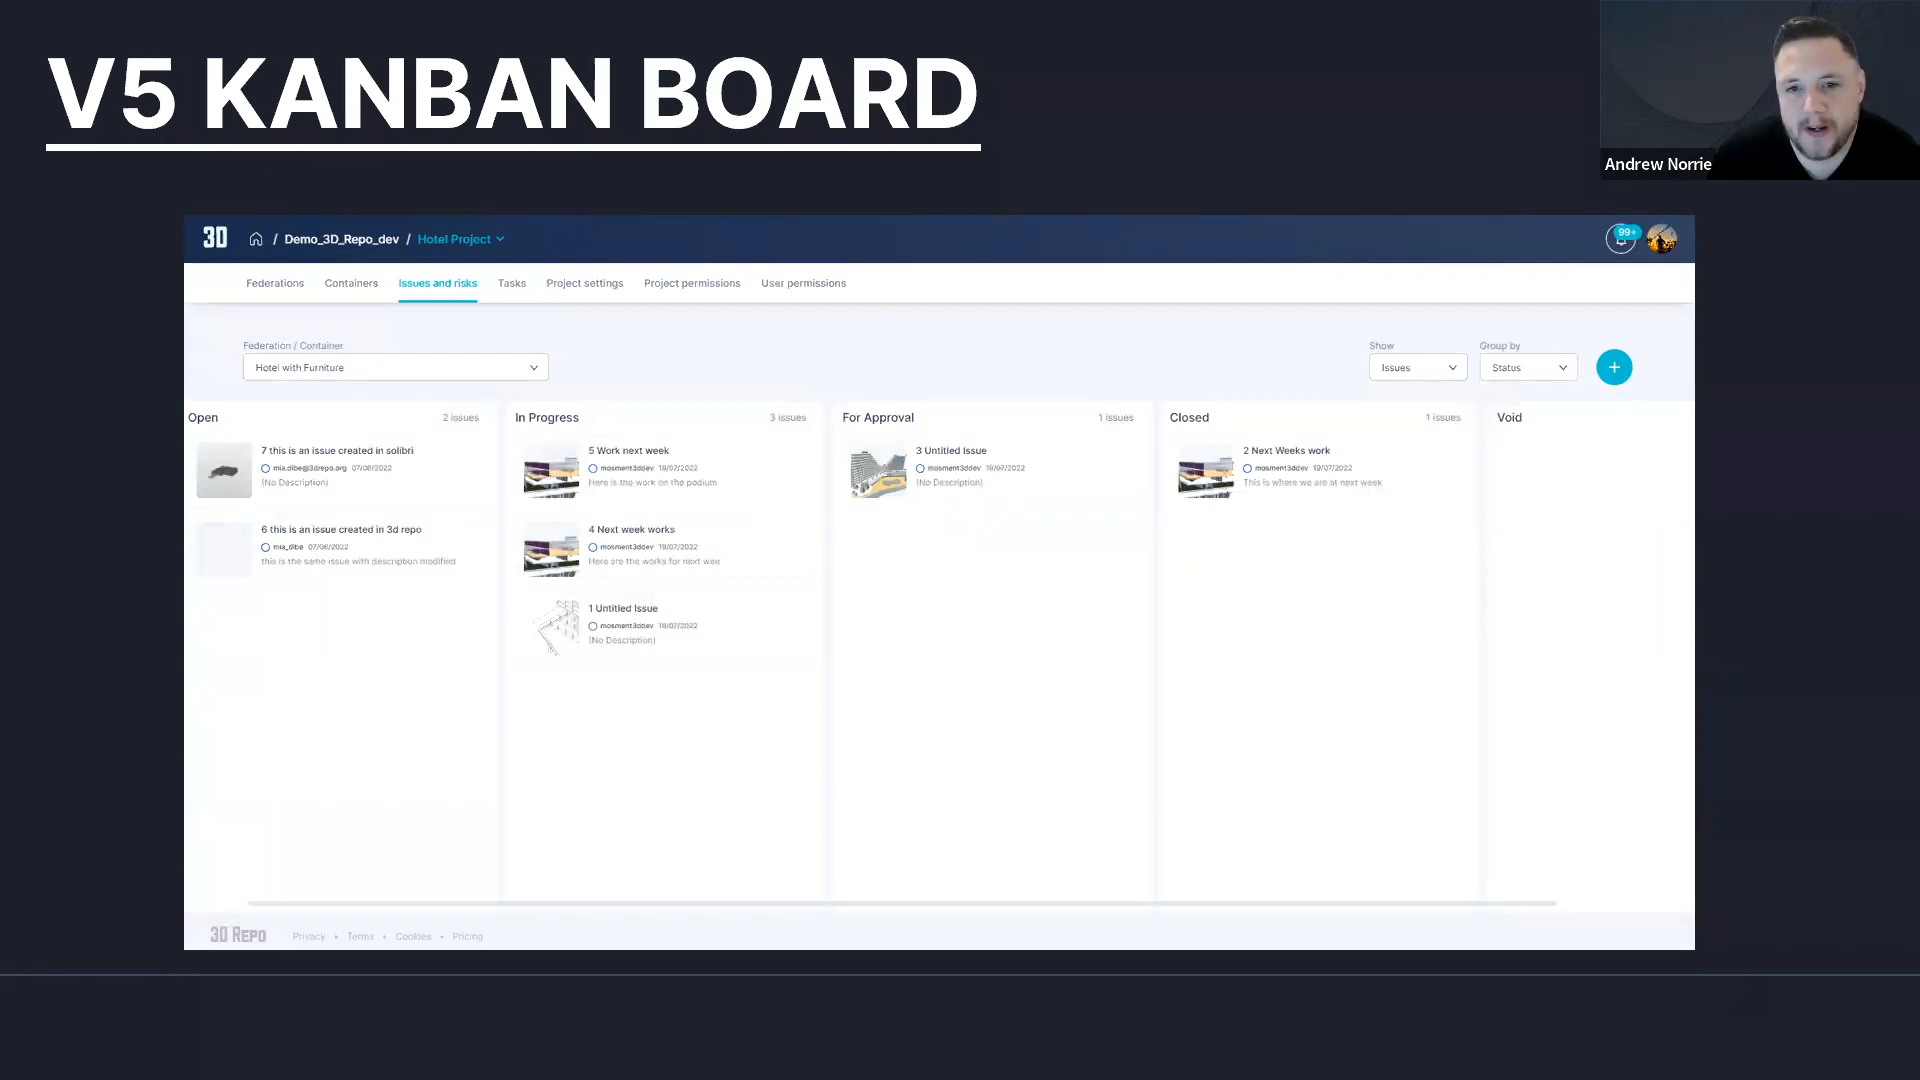 V5 KANBAN BOARD
Andrew Norrie
3D / Demo_3D_Repo_dev / Hotel Project
99+
Federations Containers Issues and risks Tasks Project settings Project permissions User permissions
Federation / Container
Hotel with Furniture
Show
Issues
Group by
Status
Open 2 issues
7 this is an issue created in solibri
mia.dibe@3drepo.org 07/06/2022
(No Description)
6 this is an issue created in 3d repo
mia_dibe 07/06/2022
this is the same issue with description modified
In Progress 3 issues
5 Work next week
mosment3ddev 19/07/2022
Here is the work on the podium
4 Next week works
mosment3ddev 19/07/2022
Here are the works for next wee
1 Untitled Issue
mosment3ddev 18/07/2022
(No Description)
For Approval 1 issues
3 Untitled Issue
mosment3ddev 19/07/2022
(No Description)
Closed 1 issues
2 Next Weeks work
mosment3ddev 19/07/2022
This is where we are at next week
Void
3D REPO Privacy • Terms • Cookies • Pricing